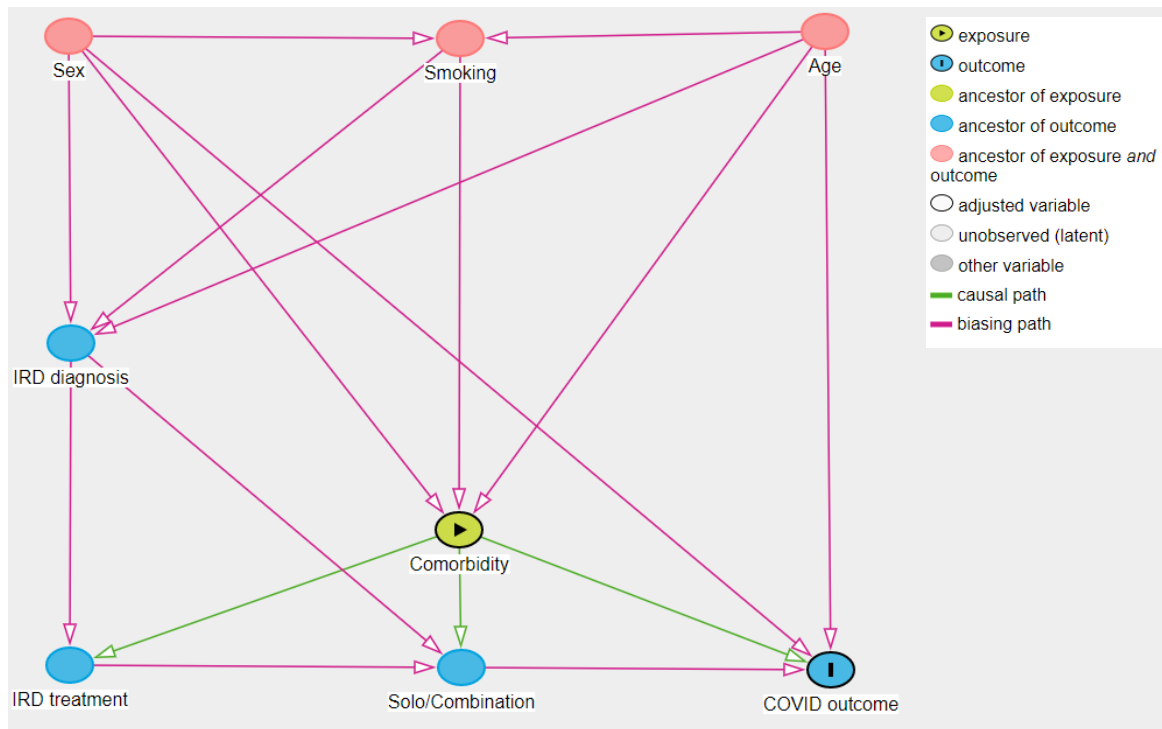 Sex
Smoking
Age
IRD diagnosis
Comorbidity
IRD treatment
Solo/Combination
COVID outcome
exposure
outcome
ancestor of exposure
ancestor of outcome
ancestor of exposure and
outcome
adjusted variable
unobserved (latent)
other variable
causal path
biasing path